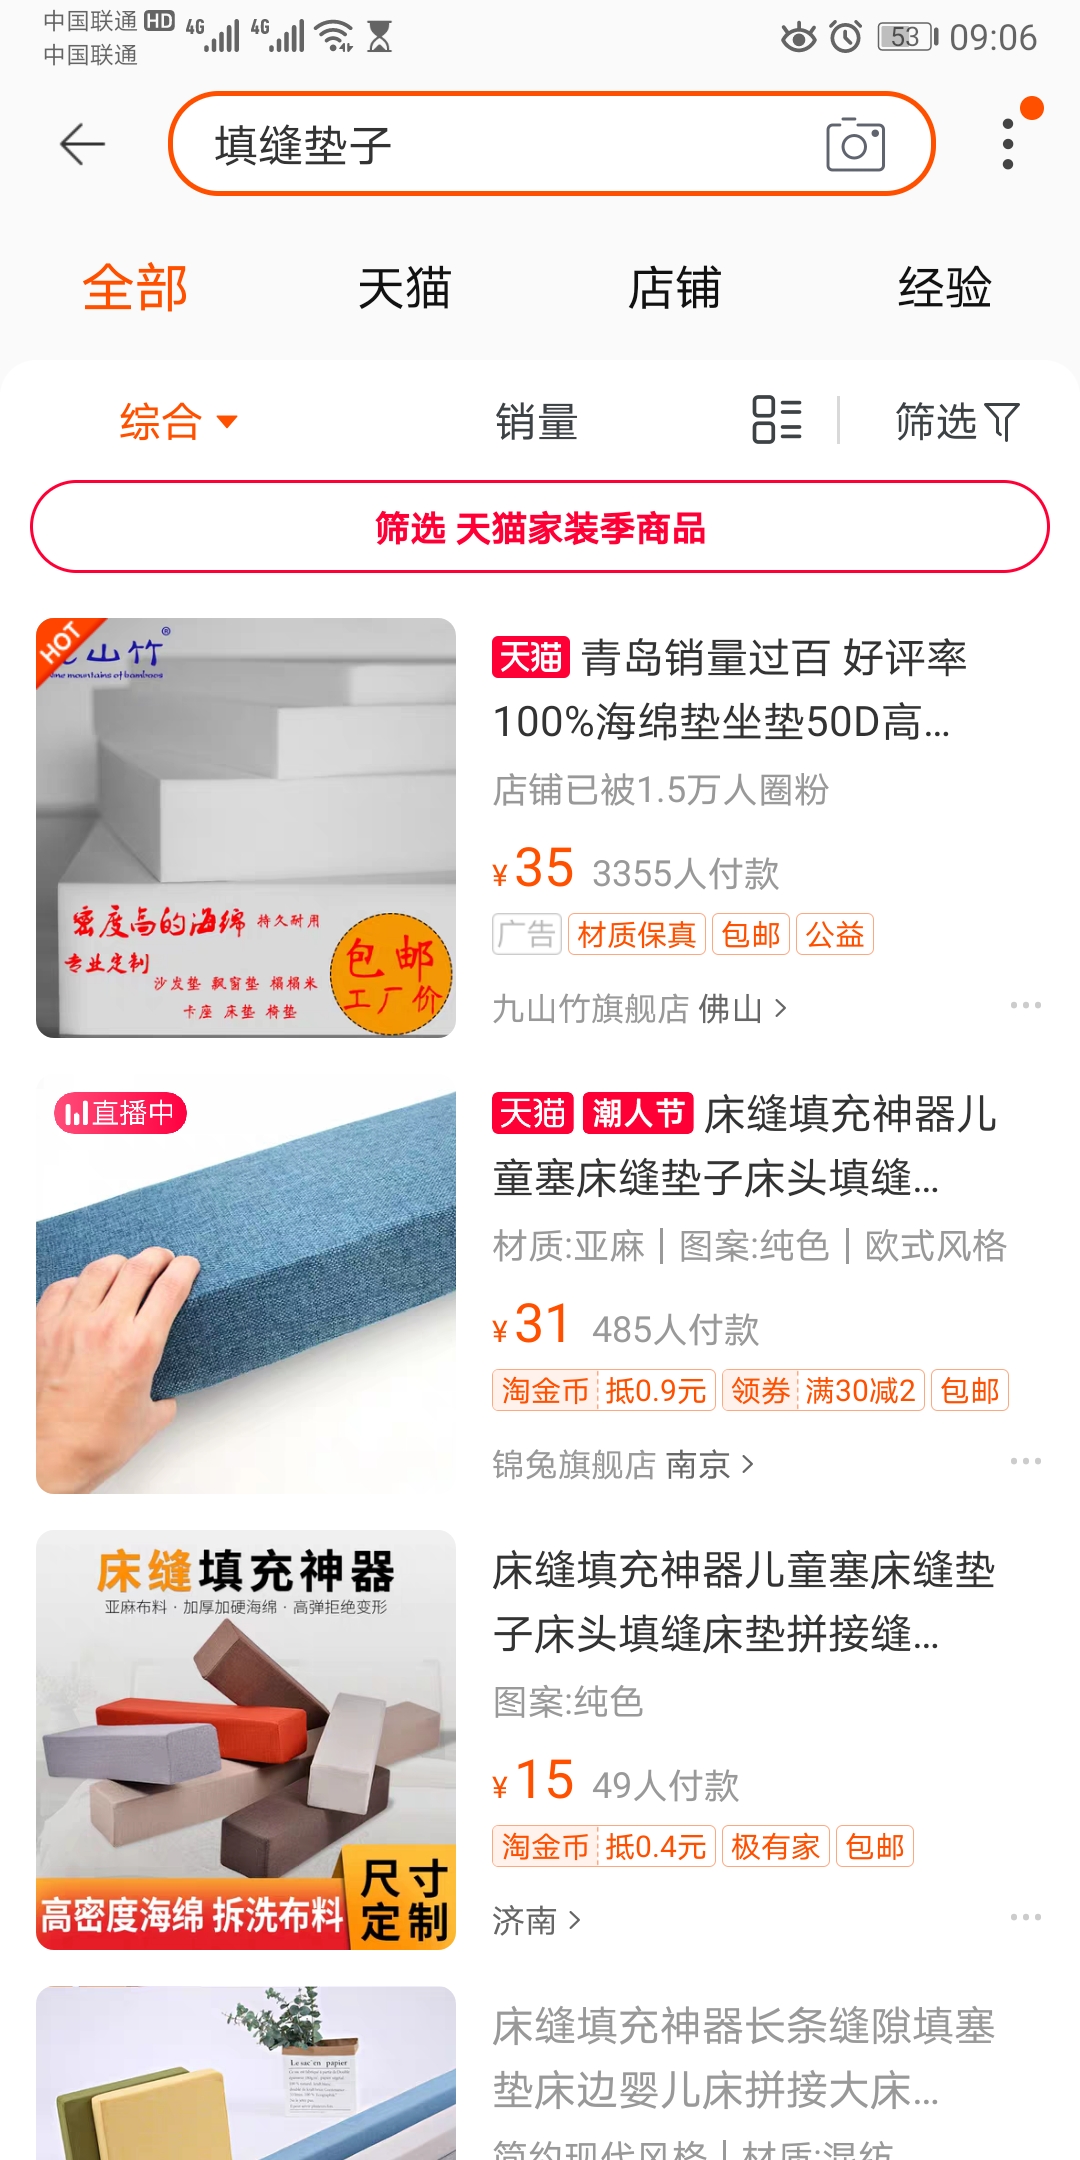 中国联通 HD 4G 4G 53 09:06
中国联通
填缝垫子
全部 天猫 店铺 经验
综合 销量 筛选
筛选 天猫家装季商品
HOT
山竹®
天猫 青岛销量过百 好评率
100%海绵垫坐垫50D高...
店铺已被1.5万人圈粉
¥35 3355人付款
广告 材质保真 包邮 公益
九山竹旗舰店 佛山 >
密度高的海绵 持久耐用
专业定制
沙发垫 飘窗垫 榻榻米
卡座 床垫 椅垫
包邮
工厂价
直播中
天猫 潮人节 床缝填充神器儿
童塞床缝垫子床头填缝...
材质:亚麻 | 图案:纯色 | 欧式风格
¥31 485人付款
淘金币 抵0.9元 领券 满30减2 包邮
锦兔旗舰店 南京 >
床缝填充神器
亚麻布料 · 加厚加硬海绵 · 高弹拒绝变形
高密度海绵 拆洗布料
尺寸
定制
床缝填充神器儿童塞床缝垫
子床头填缝床垫拼接缝...
图案:纯色
¥15 49人付款
淘金币 抵0.4元 极有家 包邮
济南 >
Le sac en papier
床缝填充神器长条缝隙填塞
垫床边婴儿床拼接大床...
简约现代风格 | 材质:混纺